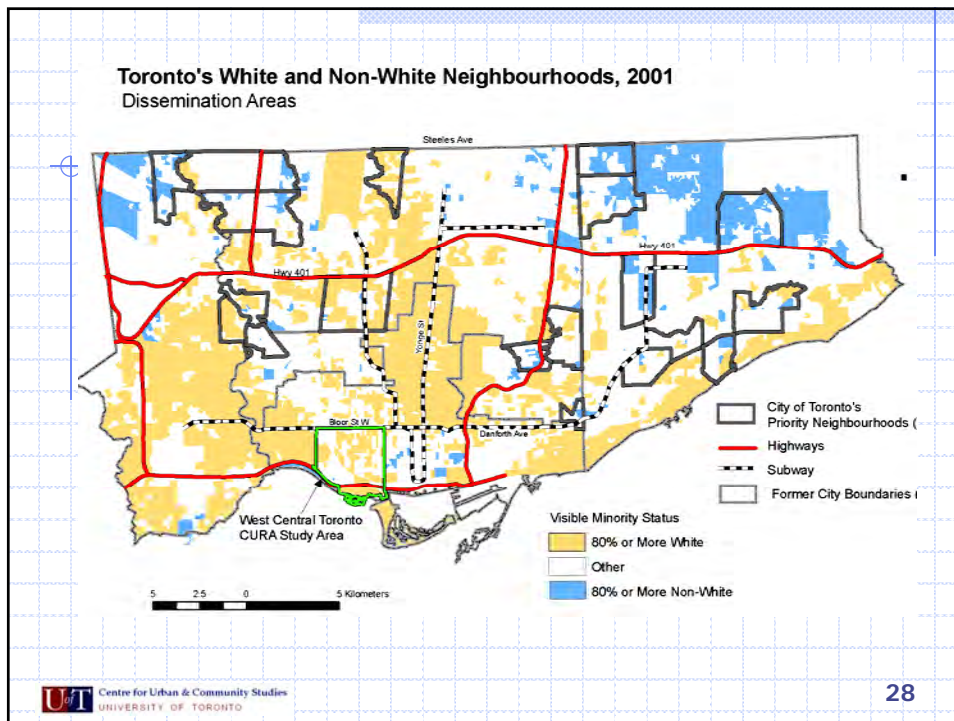 Toronto's White and Non-White Neighbourhoods, 2001
Dissemination Areas
Steeles Ave
Hwy 401
Hwy 401
Yonge St
Bloor St W
Danforth Ave
West Central Toronto
CURA Study Area
City of Toronto's
Priority Neighbourhoods (
Highways
Subway
Former City Boundaries
Visible Minority Status
80% or More White
Other
80% or More Non-White
5 2.5 0 5 Kilometers
UofT Centre for Urban & Community Studies
UNIVERSITY OF TORONTO
28